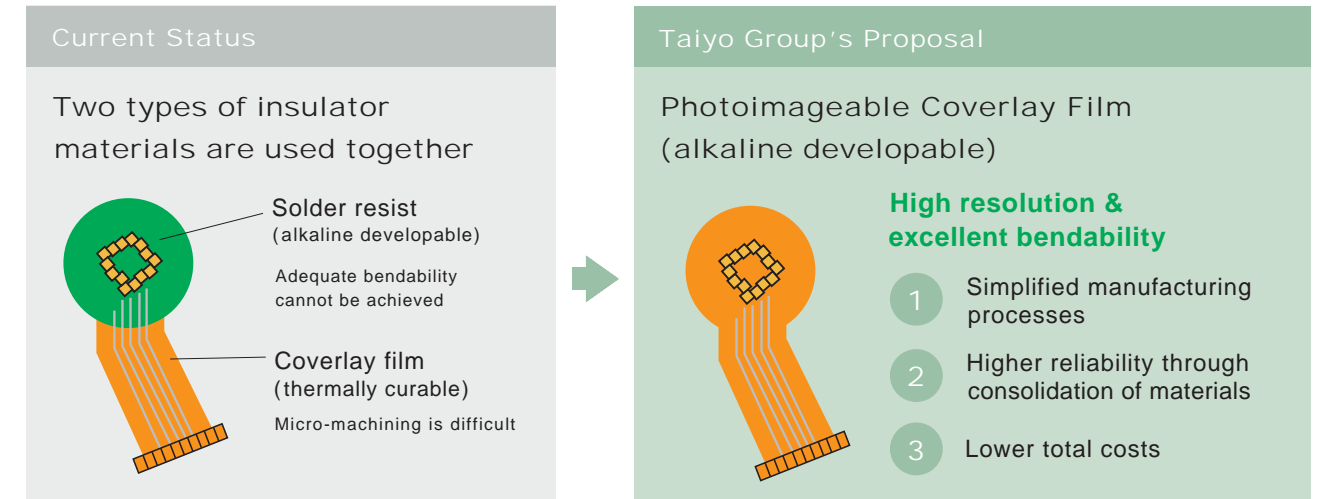 Current Status
Two types of insulator
materials are used together
Solder resist
(alkaline developable)
Adequate bendability
cannot be achieved
Coverlay film
(thermally curable)
Micro-machining is difficult
Taiyo Group's Proposal
Photoimageable Coverlay Film
(alkaline developable)
High resolution &
excellent bendability
1 Simplified manufacturing
processes
2 Higher reliability through
consolidation of materials
3 Lower total costs